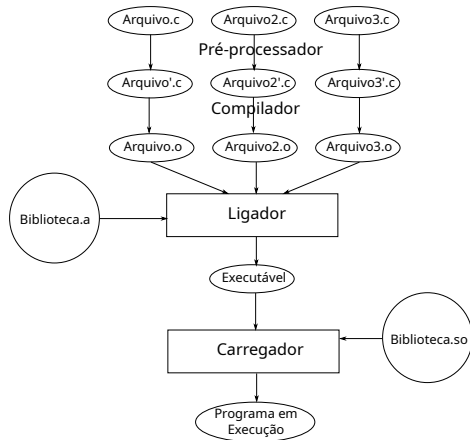 Arquivo.c Arquivo2.c Arquivo3.c
Pré-processador
Arquivo'.c Arquivo2'.c Arquivo3'.c
Compilador
Arquivo.o Arquivo2.o Arquivo3.o
Ligador
Biblioteca.a
Executável
Biblioteca.so
Carregador
Programa em
Execução